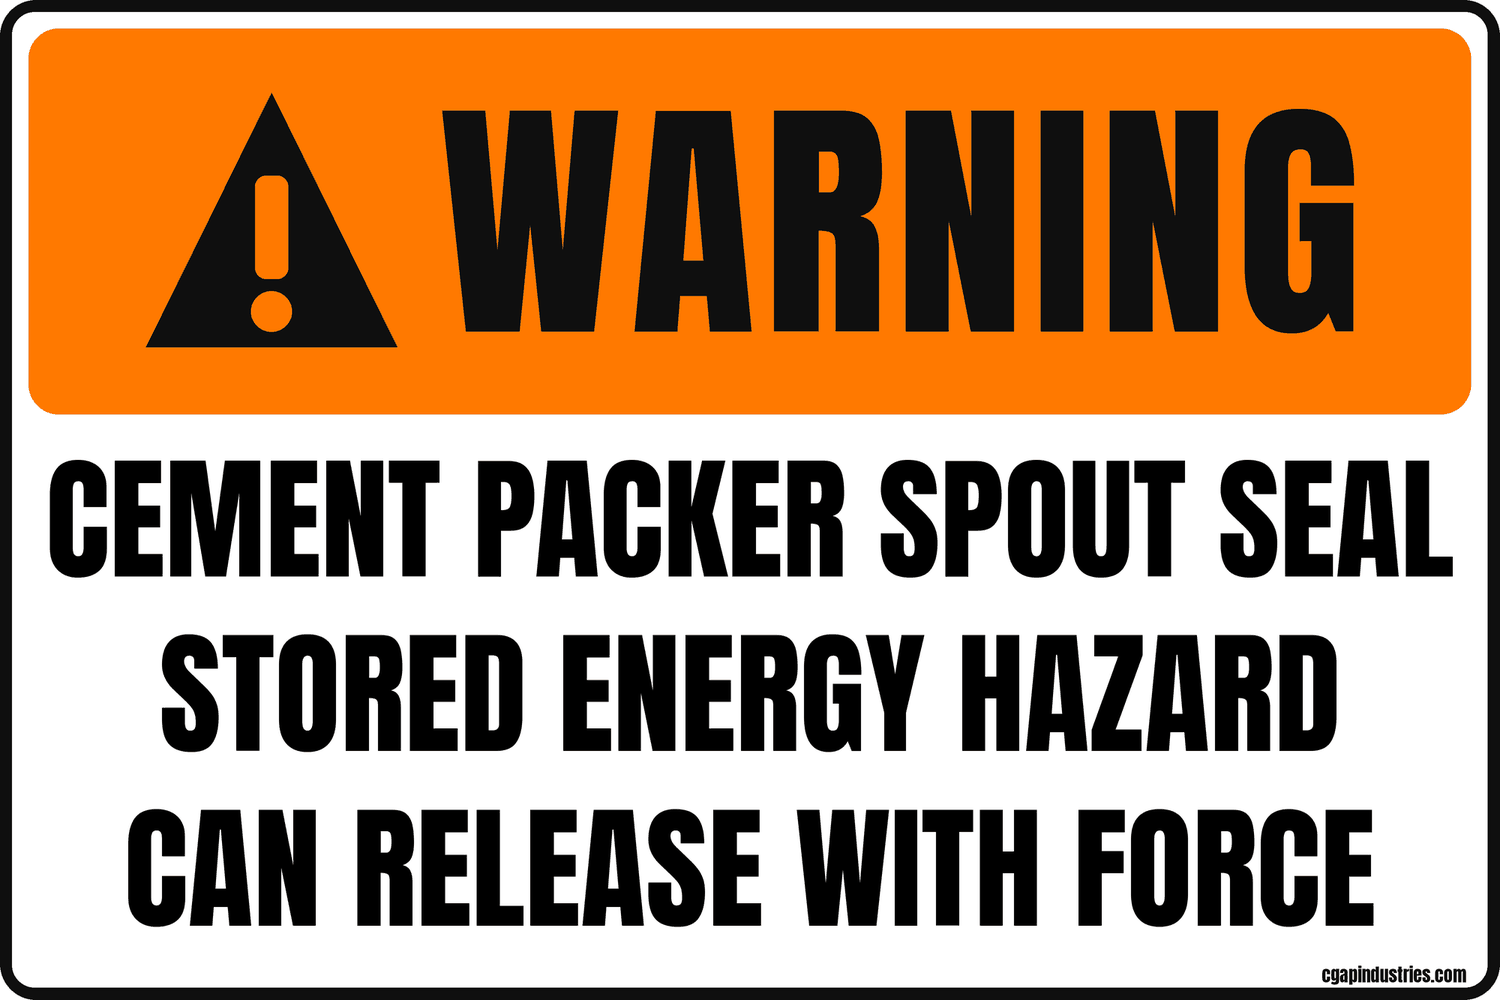 WARNING
CEMENT PACKER SPOUT SEAL
STORED ENERGY HAZARD
CAN RELEASE WITH FORCE
cgapindustries.com